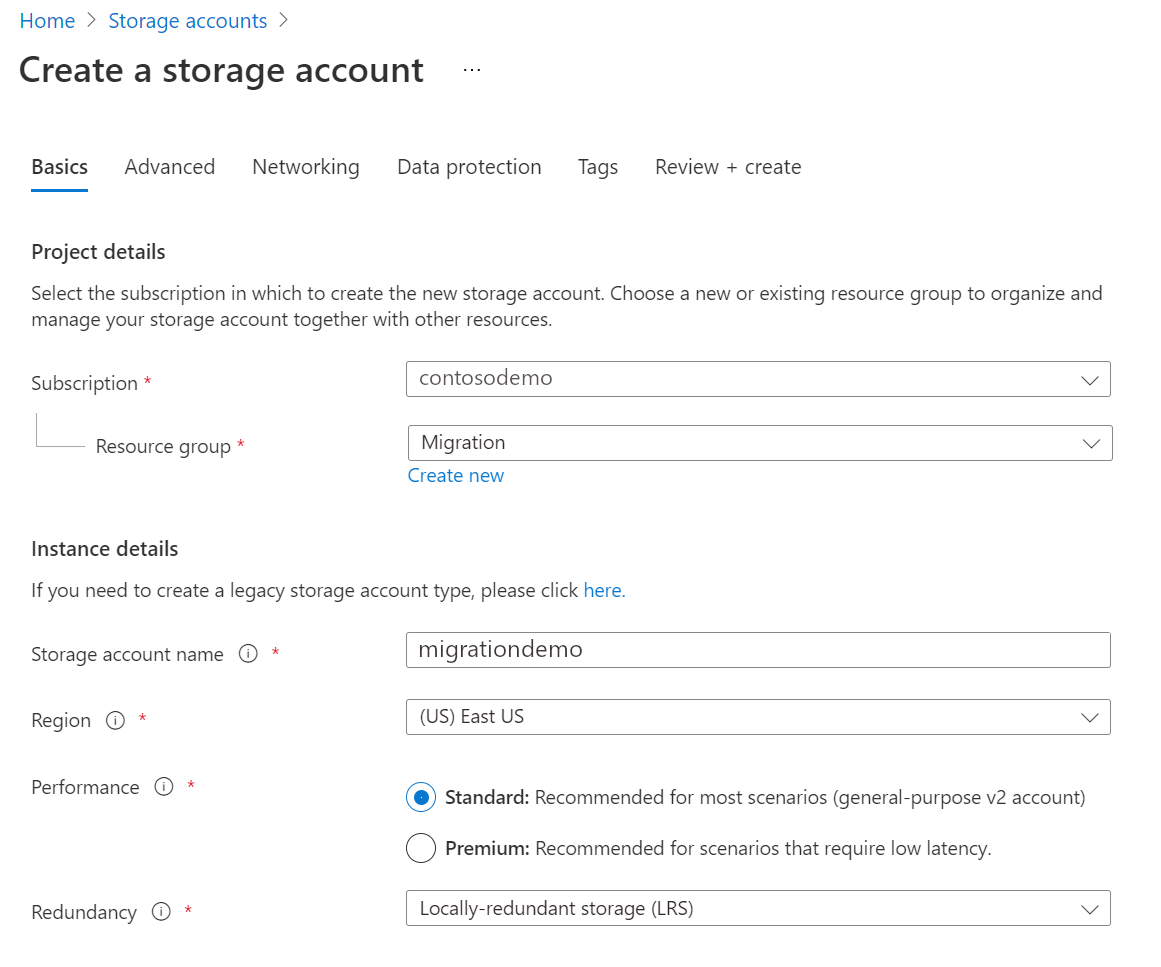 Home > Storage accounts >
Create a storage account ...
Basics Advanced Networking Data protection Tags Review + create
Project details
Select the subscription in which to create the new storage account. Choose a new or existing resource group to organize and
manage your storage account together with other resources.
Subscription * contosodemo
Resource group * Migration
Create new
Instance details
If you need to create a legacy storage account type, please click here.
Storage account name * migrationdemo
Region * (US) East US
Performance * Standard: Recommended for most scenarios (general-purpose v2 account)
Premium: Recommended for scenarios that require low latency.
Redundancy * Locally-redundant storage (LRS)